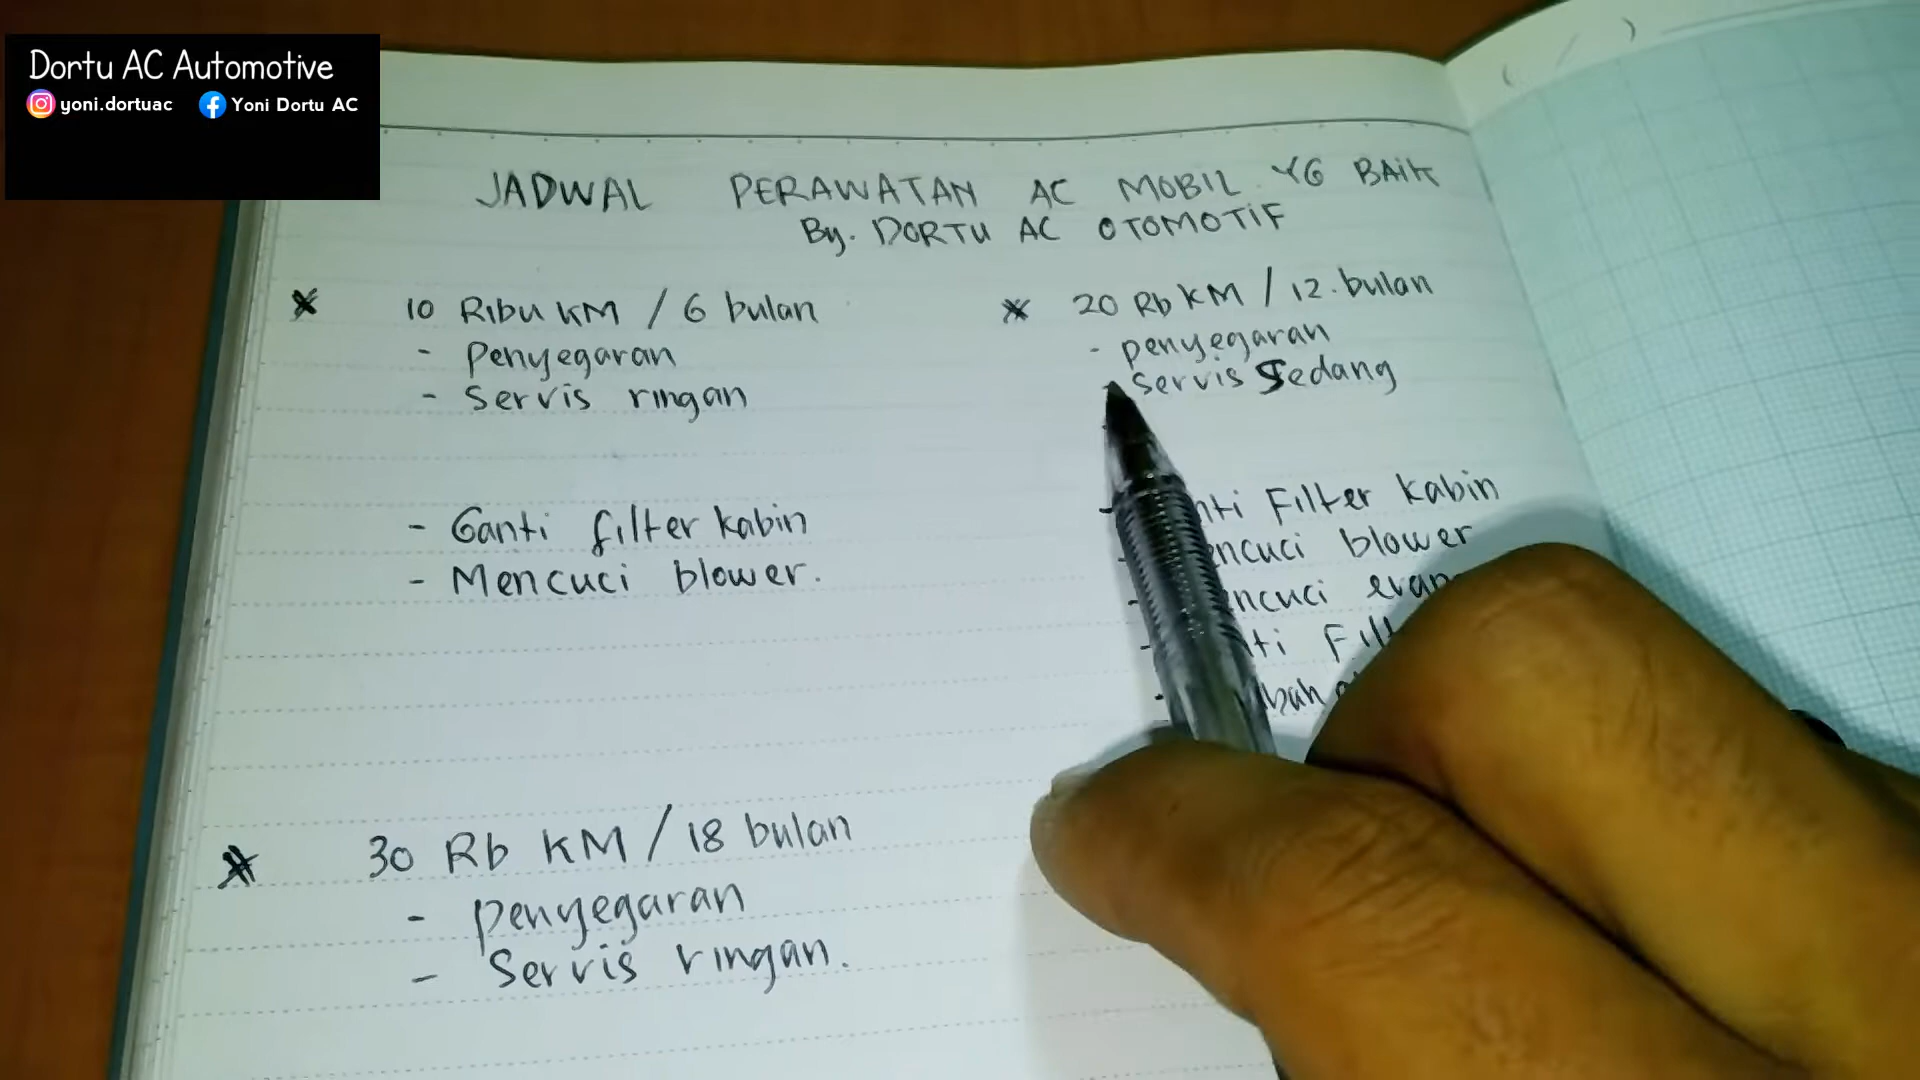 Dortu AC Automotive
yoni.dortuac Yoni Dortu AC
JADWAL PERAWATAN AC MOBIL YG BAIK
By. DORTU AC OTOMOTIF
10 Ribu KM / 6 bulan
- Penyegaran
- Servis ringan
- Ganti filter kabin
- Mencuci blower.
20 Rb KM / 12 bulan
- penyegaran
- Servis Sedang
Filter kabin
blower
30 Rb KM / 18 bulan
- penyegaran
- Servis ringan.